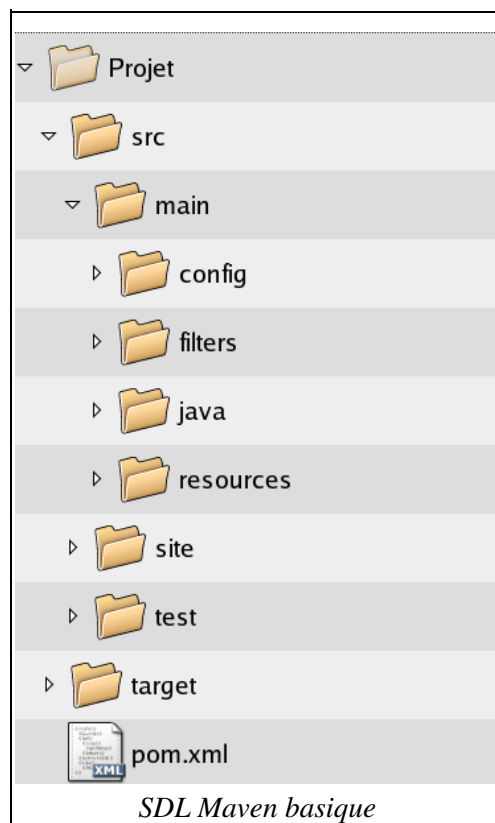 Projet
src
main
config
filters
java
resources
site
test
target
XML
pom.xml
SDL Maven basique